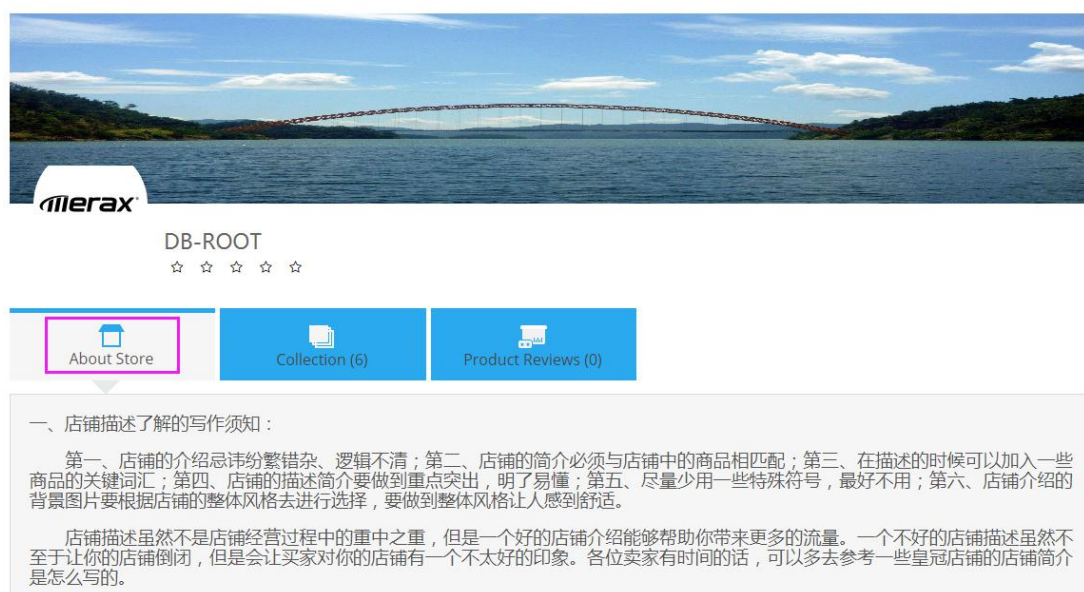 merax
DB-ROOT
About Store
Collection (6)
Product Reviews (0)
一、店铺描述了解的写作须知：
第一、店铺的介绍忌讳纷繁错杂、逻辑不清；第二、店铺的简介必须与店铺中的商品相匹配；第三、在描述的时候可以加入一些
商品的关键词汇；第四、店铺的描述简介要做到重点突出，明了易懂；第五、尽量少用一些特殊符号，最好不用；第六、店铺介绍的
背景图片要根据店铺的整体风格去进行选择，要做到整体风格让人感到舒适。
店铺描述虽然不是店铺经营过程中的重中之重，但是一个好的店铺介绍能够帮助你带来更多的流量。一个不好的店铺描述虽然不
至于让你的店铺倒闭，但是会让买家对你的店铺有一个不太好的印象。各位卖家有时间的话，可以多去参考一些皇冠店铺的店铺简介
是怎么写的。